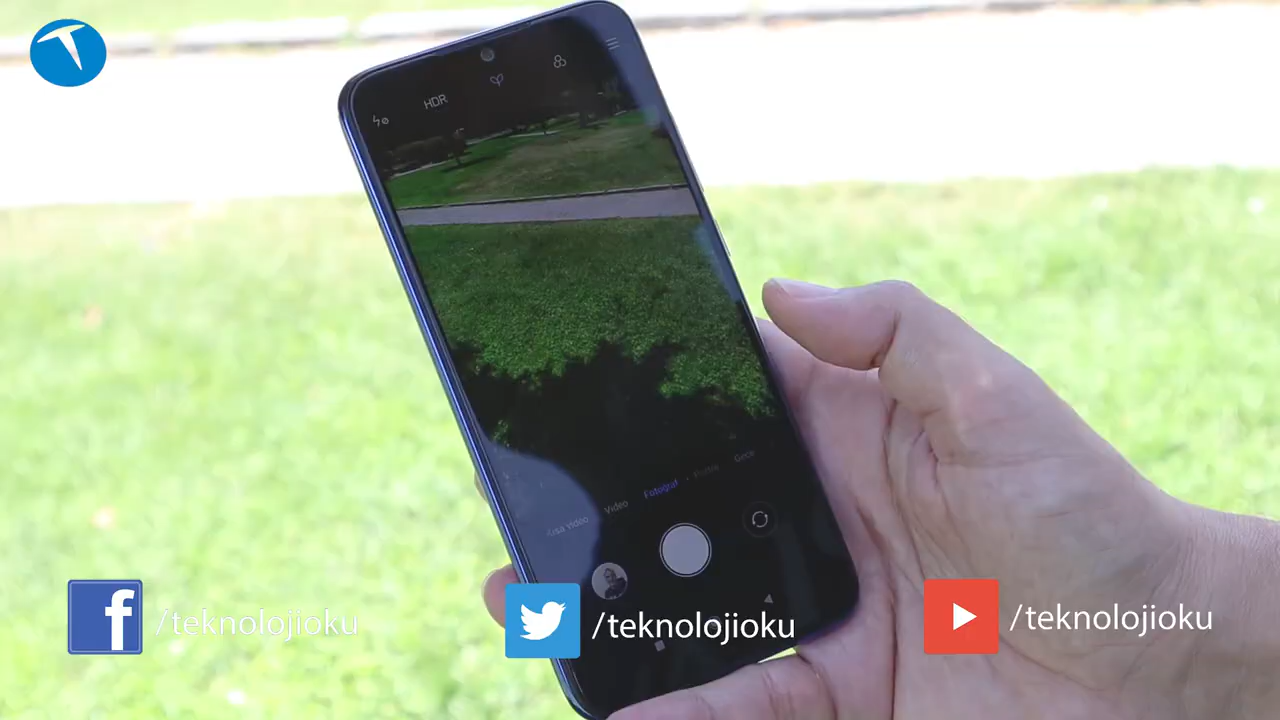 HDR
Kısa Video Video Fotoğraf Portre Gece
/teknolojioku
/teknolojioku
/teknolojioku